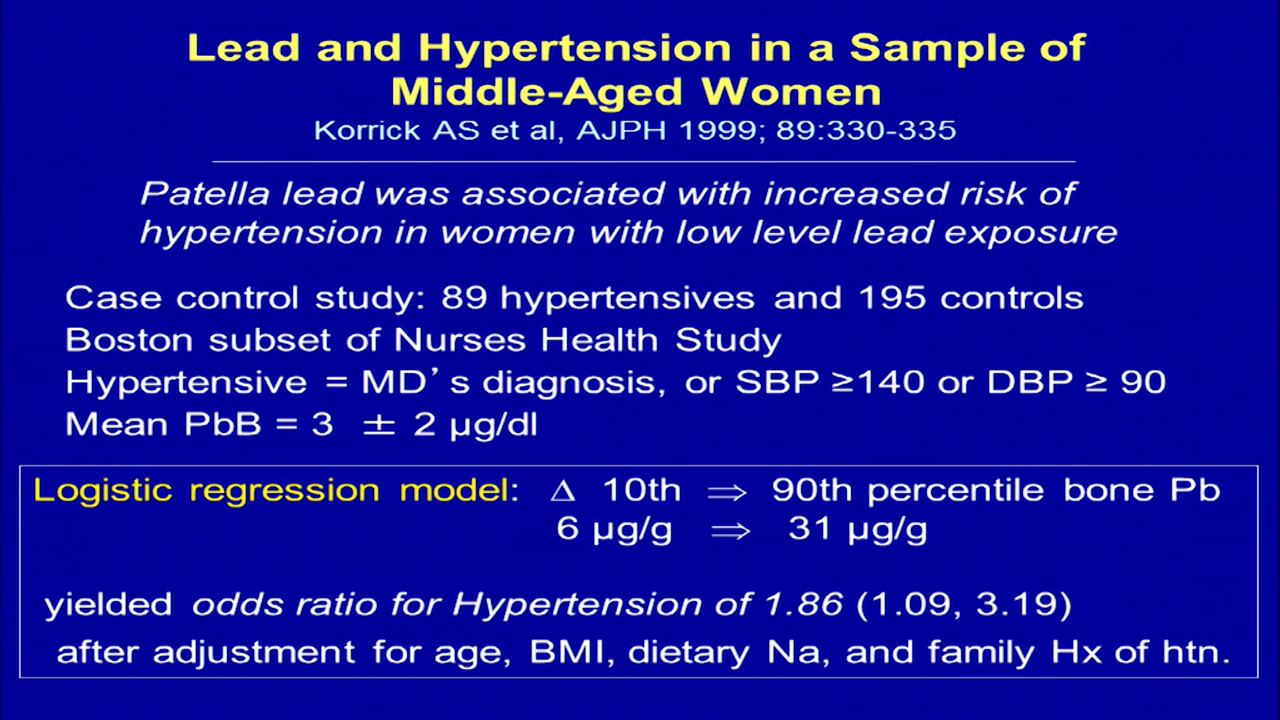 Lead and Hypertension in a Sample of
Middle-Aged Women
Korrick AS et al, AJPH 1999; 89:330-335
Patella lead was associated with increased risk of
hypertension in women with low level lead exposure
Case control study: 89 hypertensives and 195 controls
Boston subset of Nurses Health Study
Hypertensive = MD’s diagnosis, or SBP ≥140 or DBP ≥ 90
Mean PbB = 3 ± 2 µg/dl
Logistic regression model: Δ 10th ⇒ 90th percentile bone Pb
6 µg/g ⇒ 31 µg/g
yielded odds ratio for Hypertension of 1.86 (1.09, 3.19)
after adjustment for age, BMI, dietary Na, and family Hx of htn.